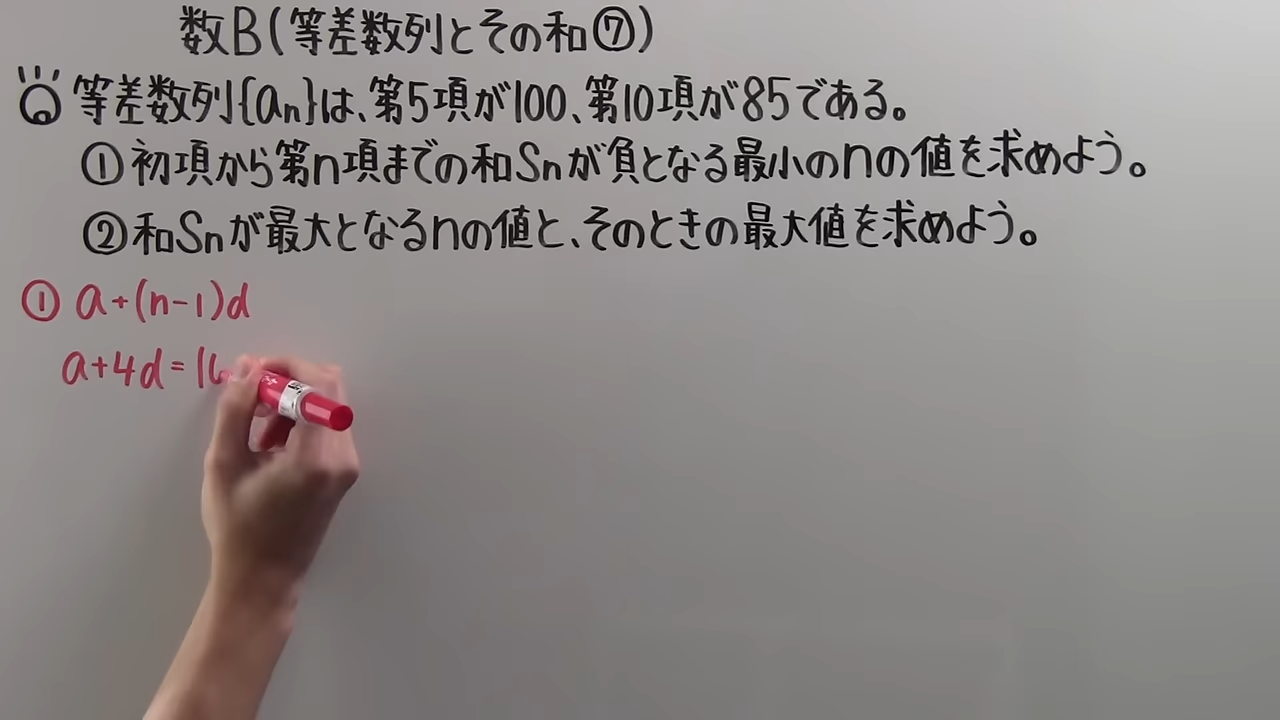 数B(等差数列とその和⑦)
Q 等差数列{an}は、第5項が100、第10項が85である。
①初項から第n項までの和Snが負となる最小のnの値を求めよう。
②和Snが最大となるnの値と、そのときの最大値を求めよう。
① a+(n-1)d
a+4d=10